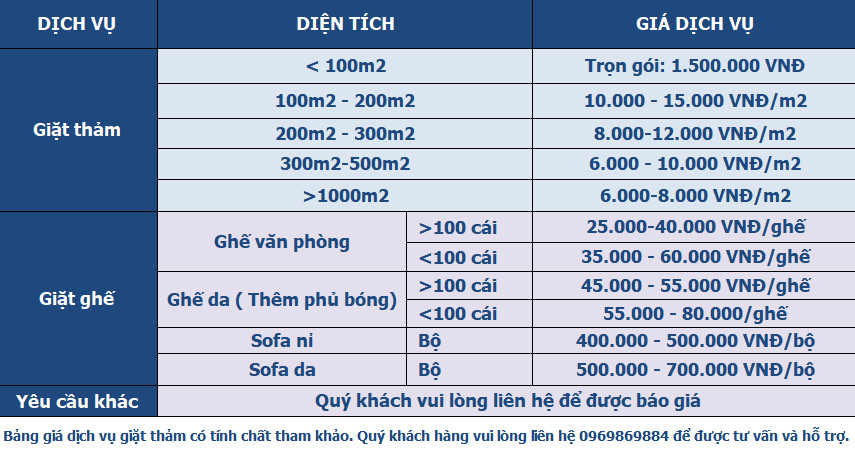 DỊCH VỤ DIỆN TÍCH GIÁ DỊCH VỤ
Giặt thảm
< 100m2 Trọn gói: 1.500.000 VNĐ
100m2 - 200m2 10.000 - 15.000 VNĐ/m2
200m2 - 300m2 8.000-12.000 VNĐ/m2
300m2-500m2 6.000 - 10.000 VNĐ/m2
>1000m2 6.000-8.000 VNĐ/m2
Giặt ghế
Ghế văn phòng
>100 cái 25.000-40.000 VNĐ/ghế
<100 cái 35.000 - 60.000 VNĐ/ghế
Ghế da ( Thêm phủ bóng)
>100 cái 45.000 - 55.000 VNĐ/ghế
<100 cái 55.000 - 80.000/ghế
Sofa nỉ Bộ 400.000 - 500.000 VNĐ/bộ
Sofa da Bộ 500.000 - 700.000 VNĐ/bộ
Yêu cầu khác Quý khách vui lòng liên hệ để được báo giá
Bảng giá dịch vụ giặt thảm có tính chất tham khảo. Quý khách hàng vui lòng liên hệ 0969869884 để được tư vấn và hỗ trợ.